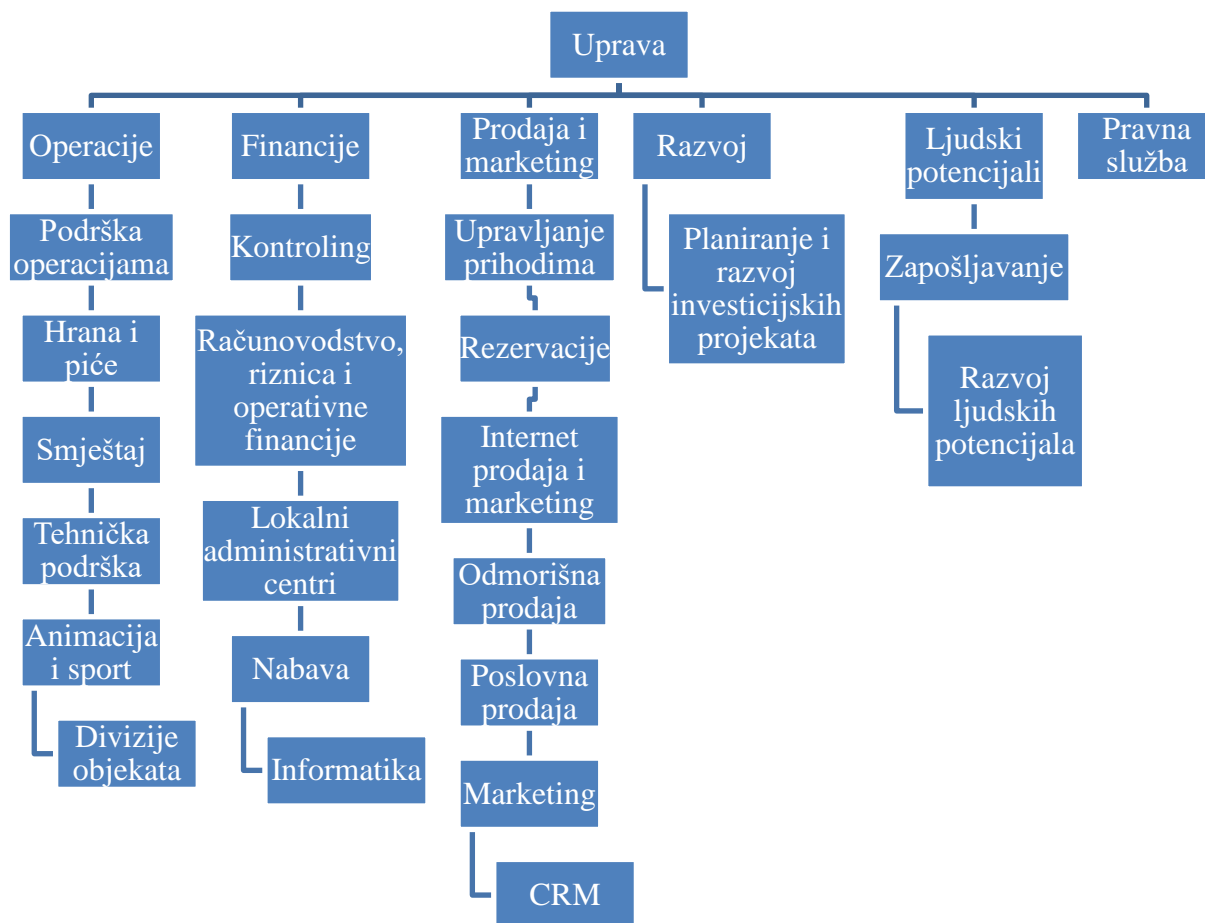 Uprava
Operacije
Podrška
operacijama
Hrana i
piće
Smještaj
Tehnička
podrška
Animacija
i sport
Divizije
objekata
Financije
Kontroling
Računovodstvo,
riznica i
operativne
financije
Lokalni
administrativni
centri
Nabava
Informatika
Prodaja i
marketing
Upravljanje
prihodima
Rezervacije
Internet
prodaja i
marketing
Odmorišna
prodaja
Poslovna
prodaja
Marketing
CRM
Razvoj
Planiranje i
razvoj
investicijskih
projekata
Ljudski
potencijali
Zapošljavanje
Razvoj
ljudskih
potencijala
Pravna
služba